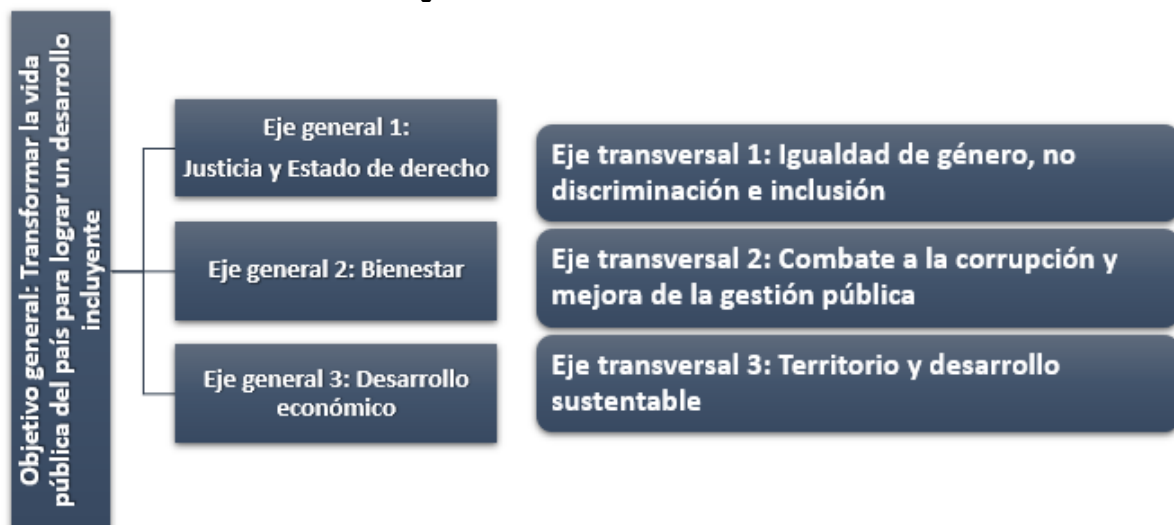 Objetivo general: Transformar la vida
pública del país para lograr un desarrollo
incluyente
Eje general 1:
Justicia y Estado de derecho
Eje general 2: Bienestar
Eje general 3: Desarrollo
económico
Eje transversal 1: Igualdad de género, no
discriminación e inclusión
Eje transversal 2: Combate a la corrupción y
mejora de la gestión pública
Eje transversal 3: Territorio y desarrollo
sustentable